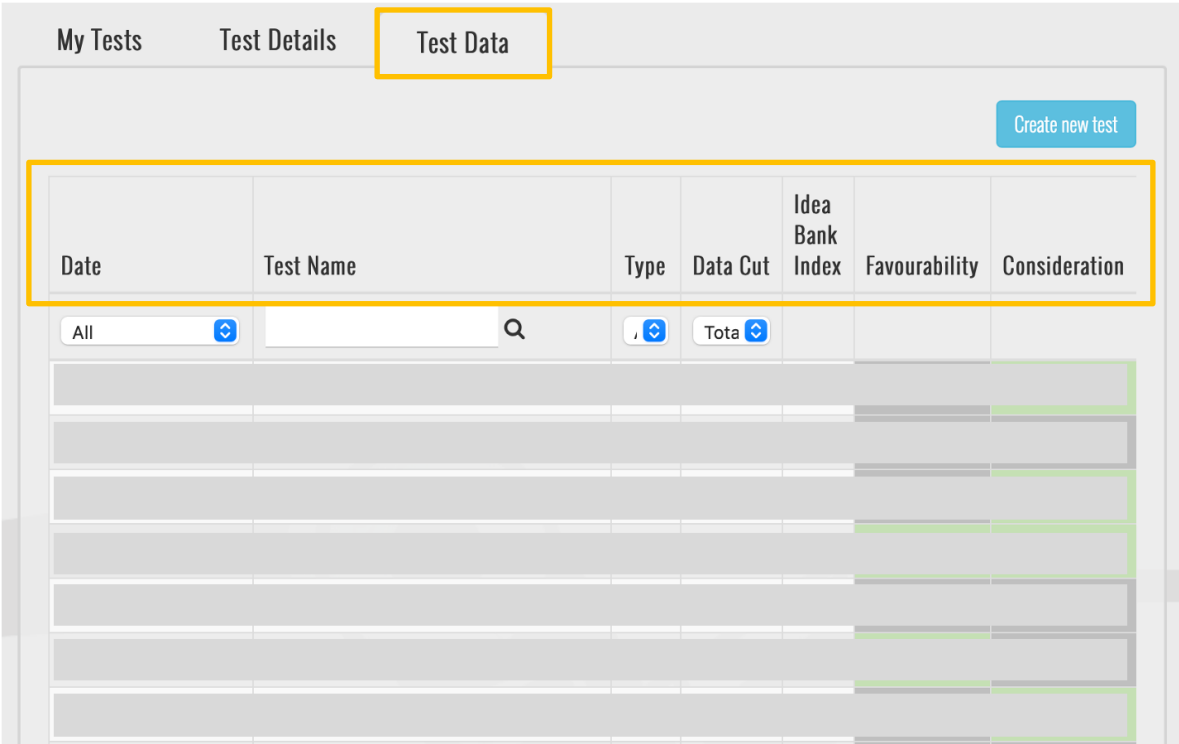 My Tests Test Details Test Data
Create new test
Idea
Bank
Date Test Name Type Data Cut Index Favourability Consideration
All Tota